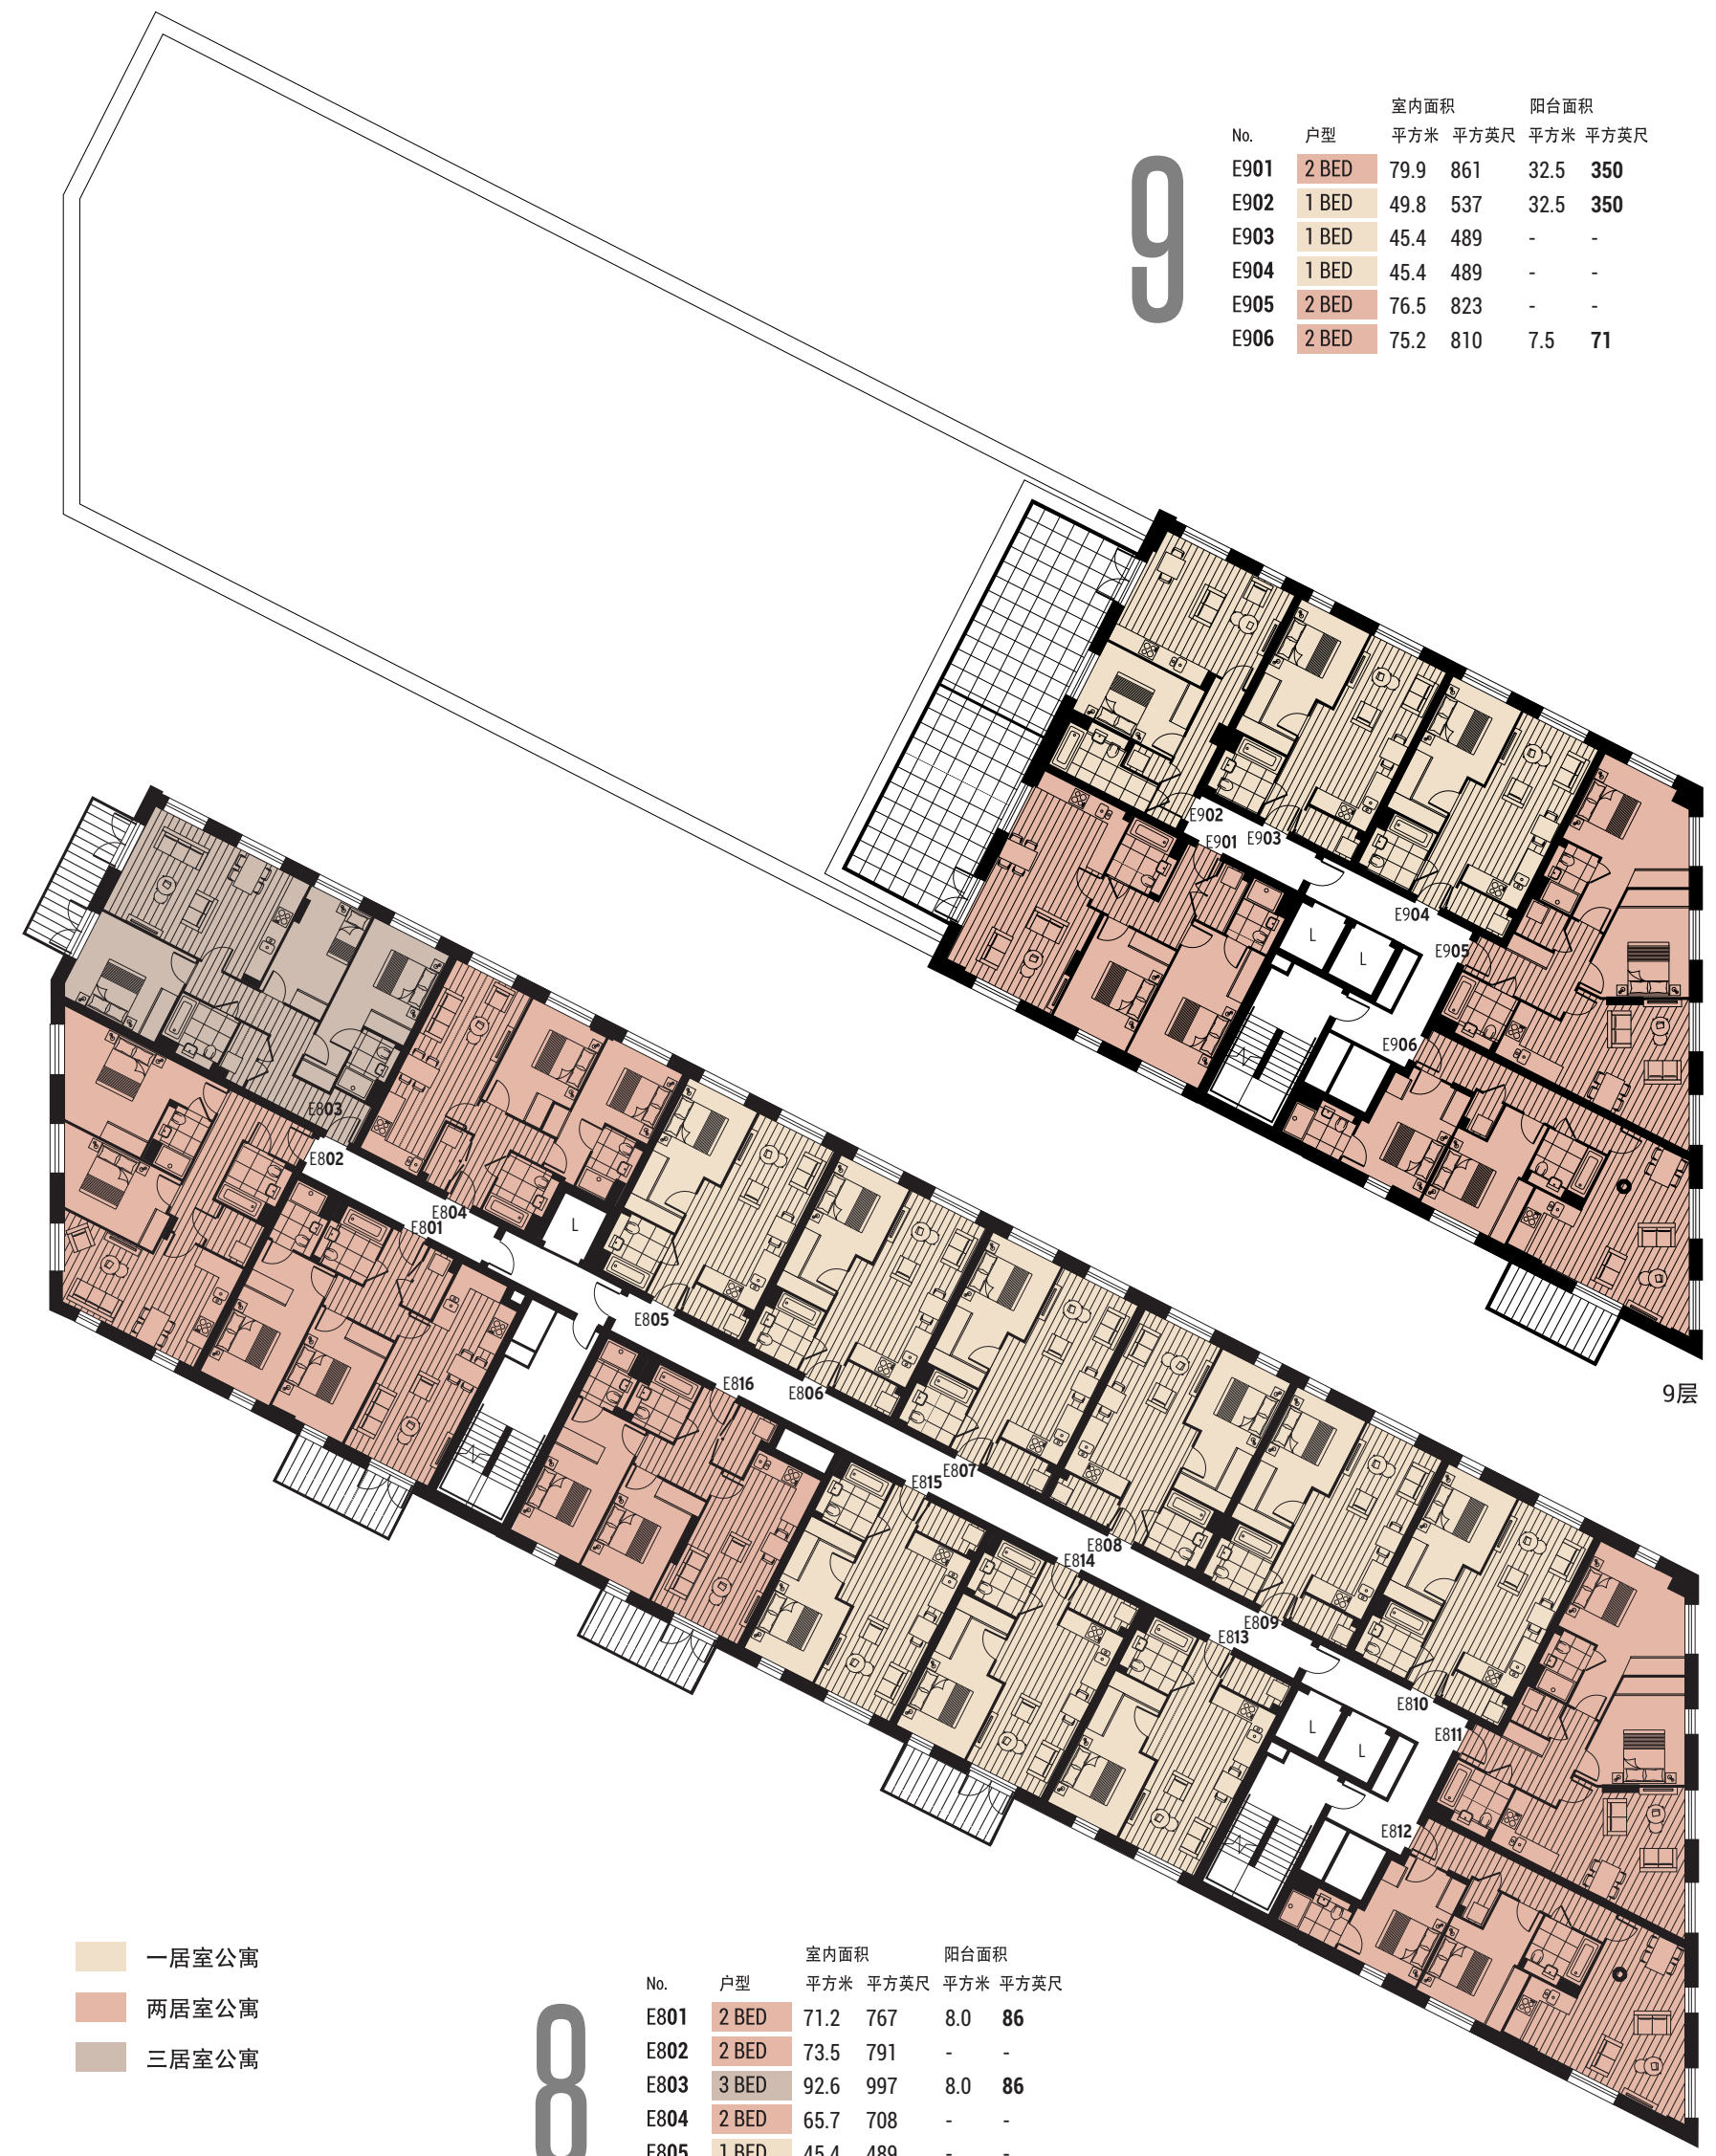 室内面积 阳台面积
No. 户型 平方米 平方英尺 平方米 平方英尺
9
E901 2 BED 79.9 861 32.5 350
E902 1 BED 49.8 537 32.5 350
E903 1 BED 45.4 489 - -
E904 1 BED 45.4 489 - -
E905 2 BED 76.5 823 - -
E906 2 BED 75.2 810 7.5 71
E902
E901 E903
E904
L
L
E905
E906
9层
E803
E802
E804
E801
L
E805
E816
E806
E815 E807
E808
E814
E809
E813
E810
L
L
E811
E812
一居室公寓
两居室公寓
三居室公寓
室内面积 阳台面积
No. 户型 平方米 平方英尺 平方米 平方英尺
8
E801 2 BED 71.2 767 8.0 86
E802 2 BED 73.5 791 - -
E803 3 BED 92.6 997 8.0 86
E804 2 BED 65.7 708 - -
E805 1 BED 45.4 489 - -